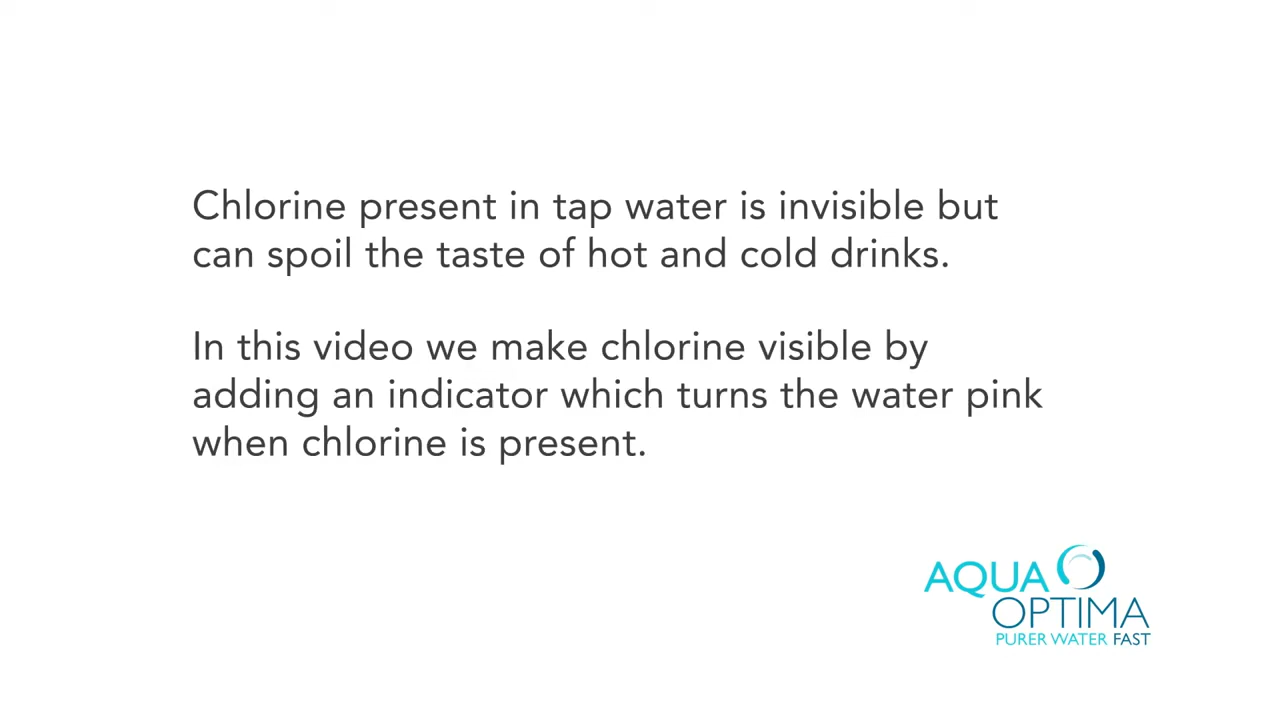 Chlorine present in tap water is invisible but
can spoil the taste of hot and cold drinks.
In this video we make chlorine visible by
adding an indicator which turns the water pink
when chlorine is present.
AQUA
OPTIMA
PURER WATER FAST